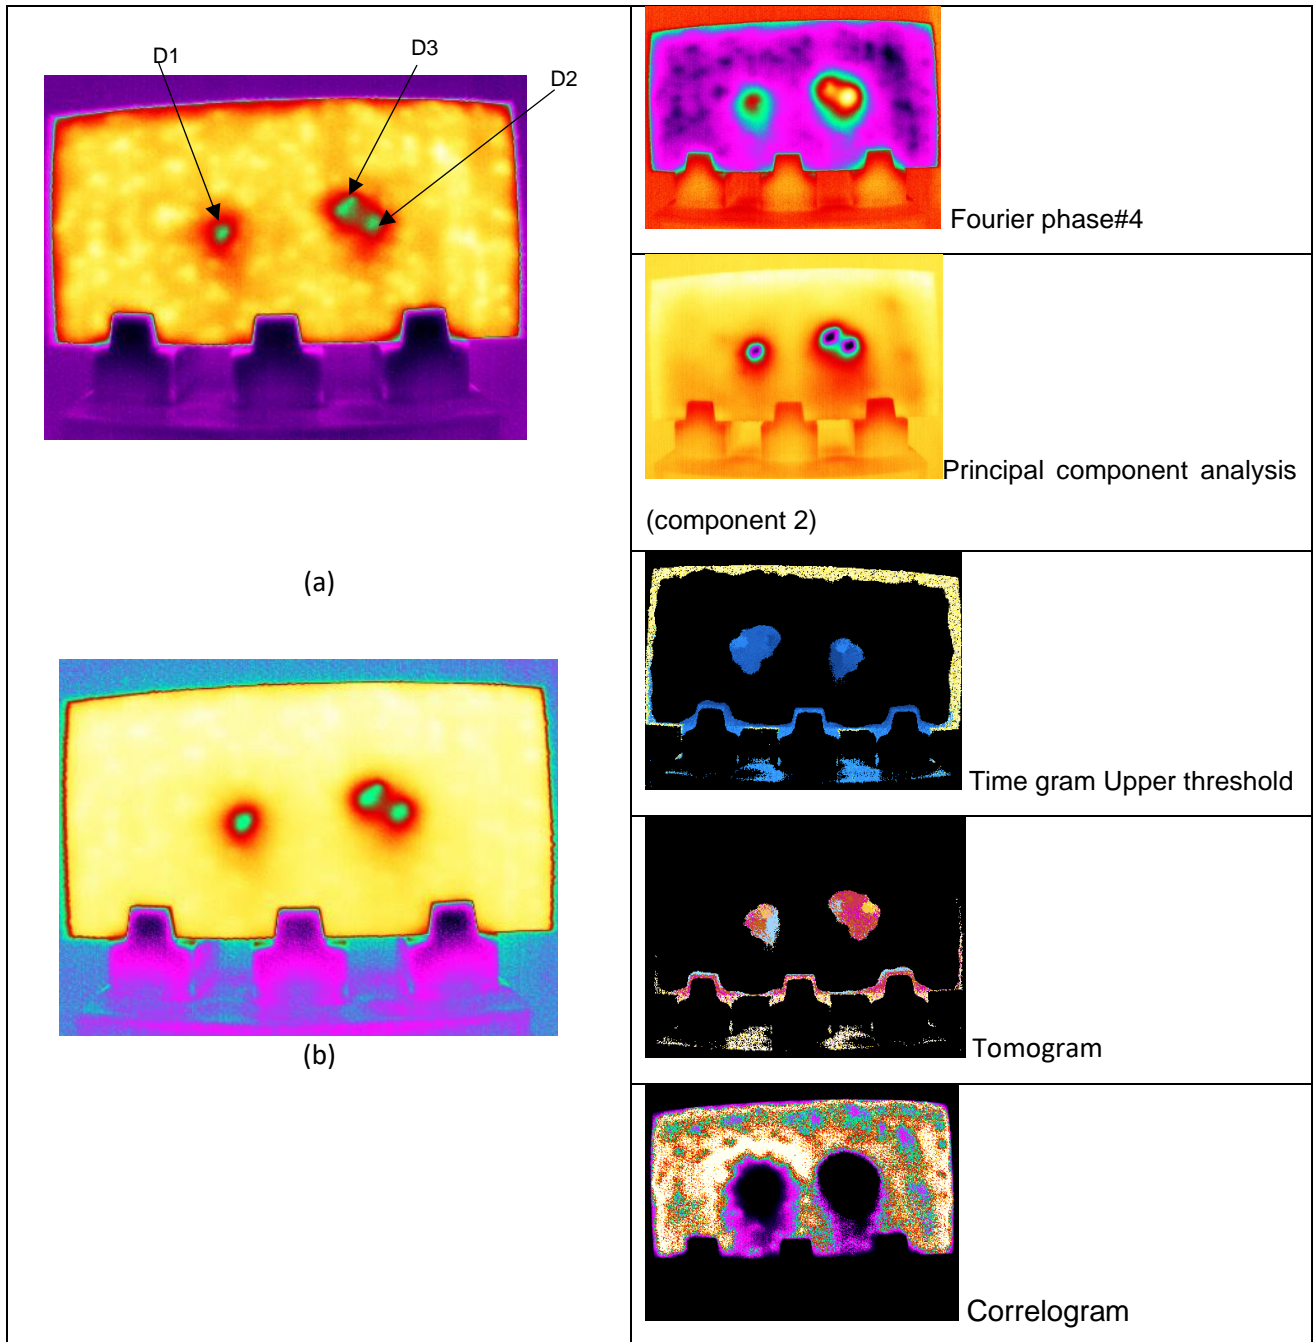 D1
D3
D2
(a)
(b)
Fourier phase#4
Principal component analysis
(component 2)
Time gram Upper threshold
Tomogram
Correlogram